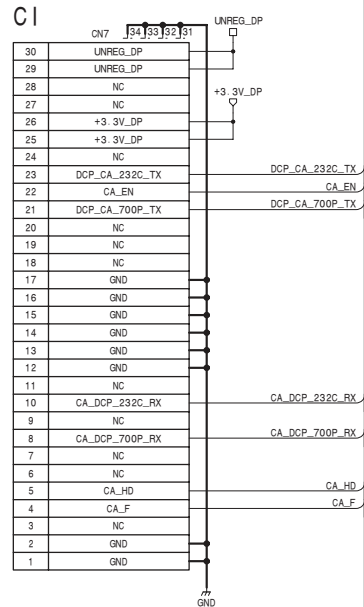 CI
UNREG_DP
CN7 34 33 32 31
30 UNREG_DP
29 UNREG_DP
28 NC
+3.3V_DP
27 NC
26 +3.3V_DP
25 +3.3V_DP
24 NC
23 DCP_CA_232C_TX DCP_CA_232C_TX
22 CA_EN CA_EN
21 DCP_CA_700P_TX DCP_CA_700P_TX
20 NC
19 NC
18 NC
17 GND
16 GND
15 GND
14 GND
13 GND
12 GND
11 NC
10 CA_DCP_232C_RX CA_DCP_232C_RX
9 NC
8 CA_DCP_700P_RX CA_DCP_700P_RX
7 NC
6 NC
5 CA_HD CA_HD
4 CA_F CA_F
3 NC
2 GND
1 GND
GND